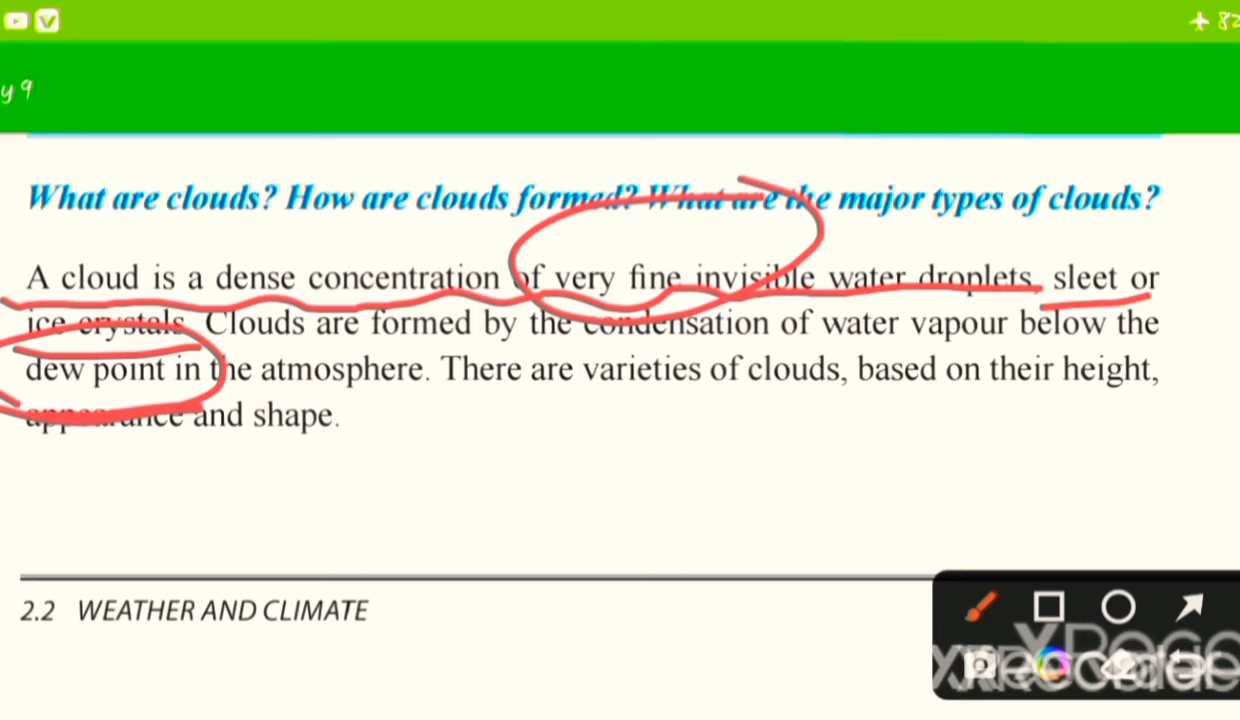 82
y 9
What are clouds? How are clouds formed? What are the major types of clouds?
A cloud is a dense concentration of very fine invisible water droplets, sleet or
ice crystals. Clouds are formed by the condensation of water vapour below the
dew point in the atmosphere. There are varieties of clouds, based on their height,
appearance and shape.
2.2 WEATHER AND CLIMATE
XRecorder